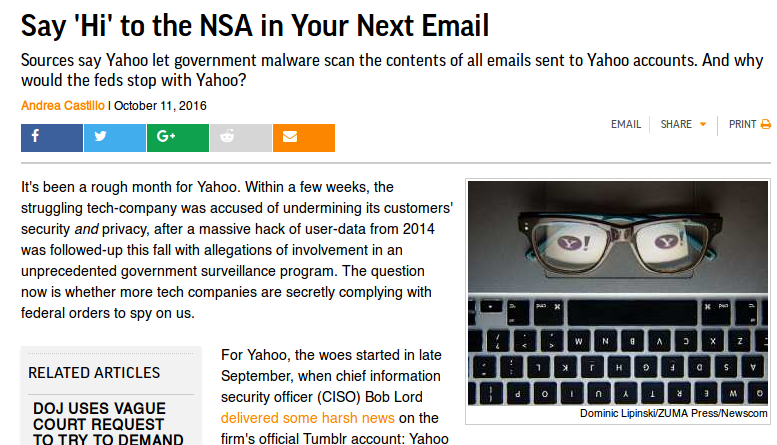 Say 'Hi' to the NSA in Your Next Email
Sources say Yahoo let government malware scan the contents of all emails sent to Yahoo accounts. And why
would the feds stop with Yahoo?
Andrea Castillo | October 11, 2016
f
G+
EMAIL
SHARE
PRINT
It's been a rough month for Yahoo. Within a few weeks, the
struggling tech-company was accused of undermining its customers'
security and privacy, after a massive hack of user-data from 2014
was followed-up this fall with allegations of involvement in an
unprecedented government surveillance program. The question
now is whether more tech companies are secretly complying with
federal orders to spy on us.
Y! Y!
Dominic Lipinski/ZUMA Press/Newscom
RELATED ARTICLES
DOJ USES VAGUE
COURT REQUEST
TO TRY TO DEMAND
For Yahoo, the woes started in late
September, when chief information
security officer (CISO) Bob Lord
delivered some harsh news on the
firm's official Tumblr account: Yahoo